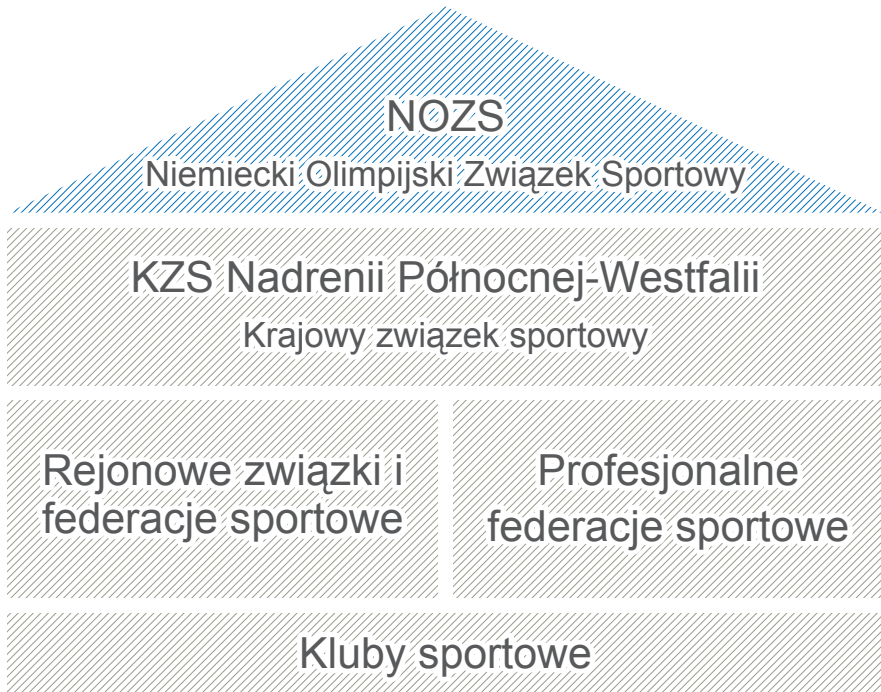 NOZS
Niemiecki Olimpijski Związek Sportowy
KZS Nadrenii Północnej-Westfalii
Krajowy związek sportowy
Rejonowe związki i
federacje sportowe
Profesjonalne
federacje sportowe
Kluby sportowe